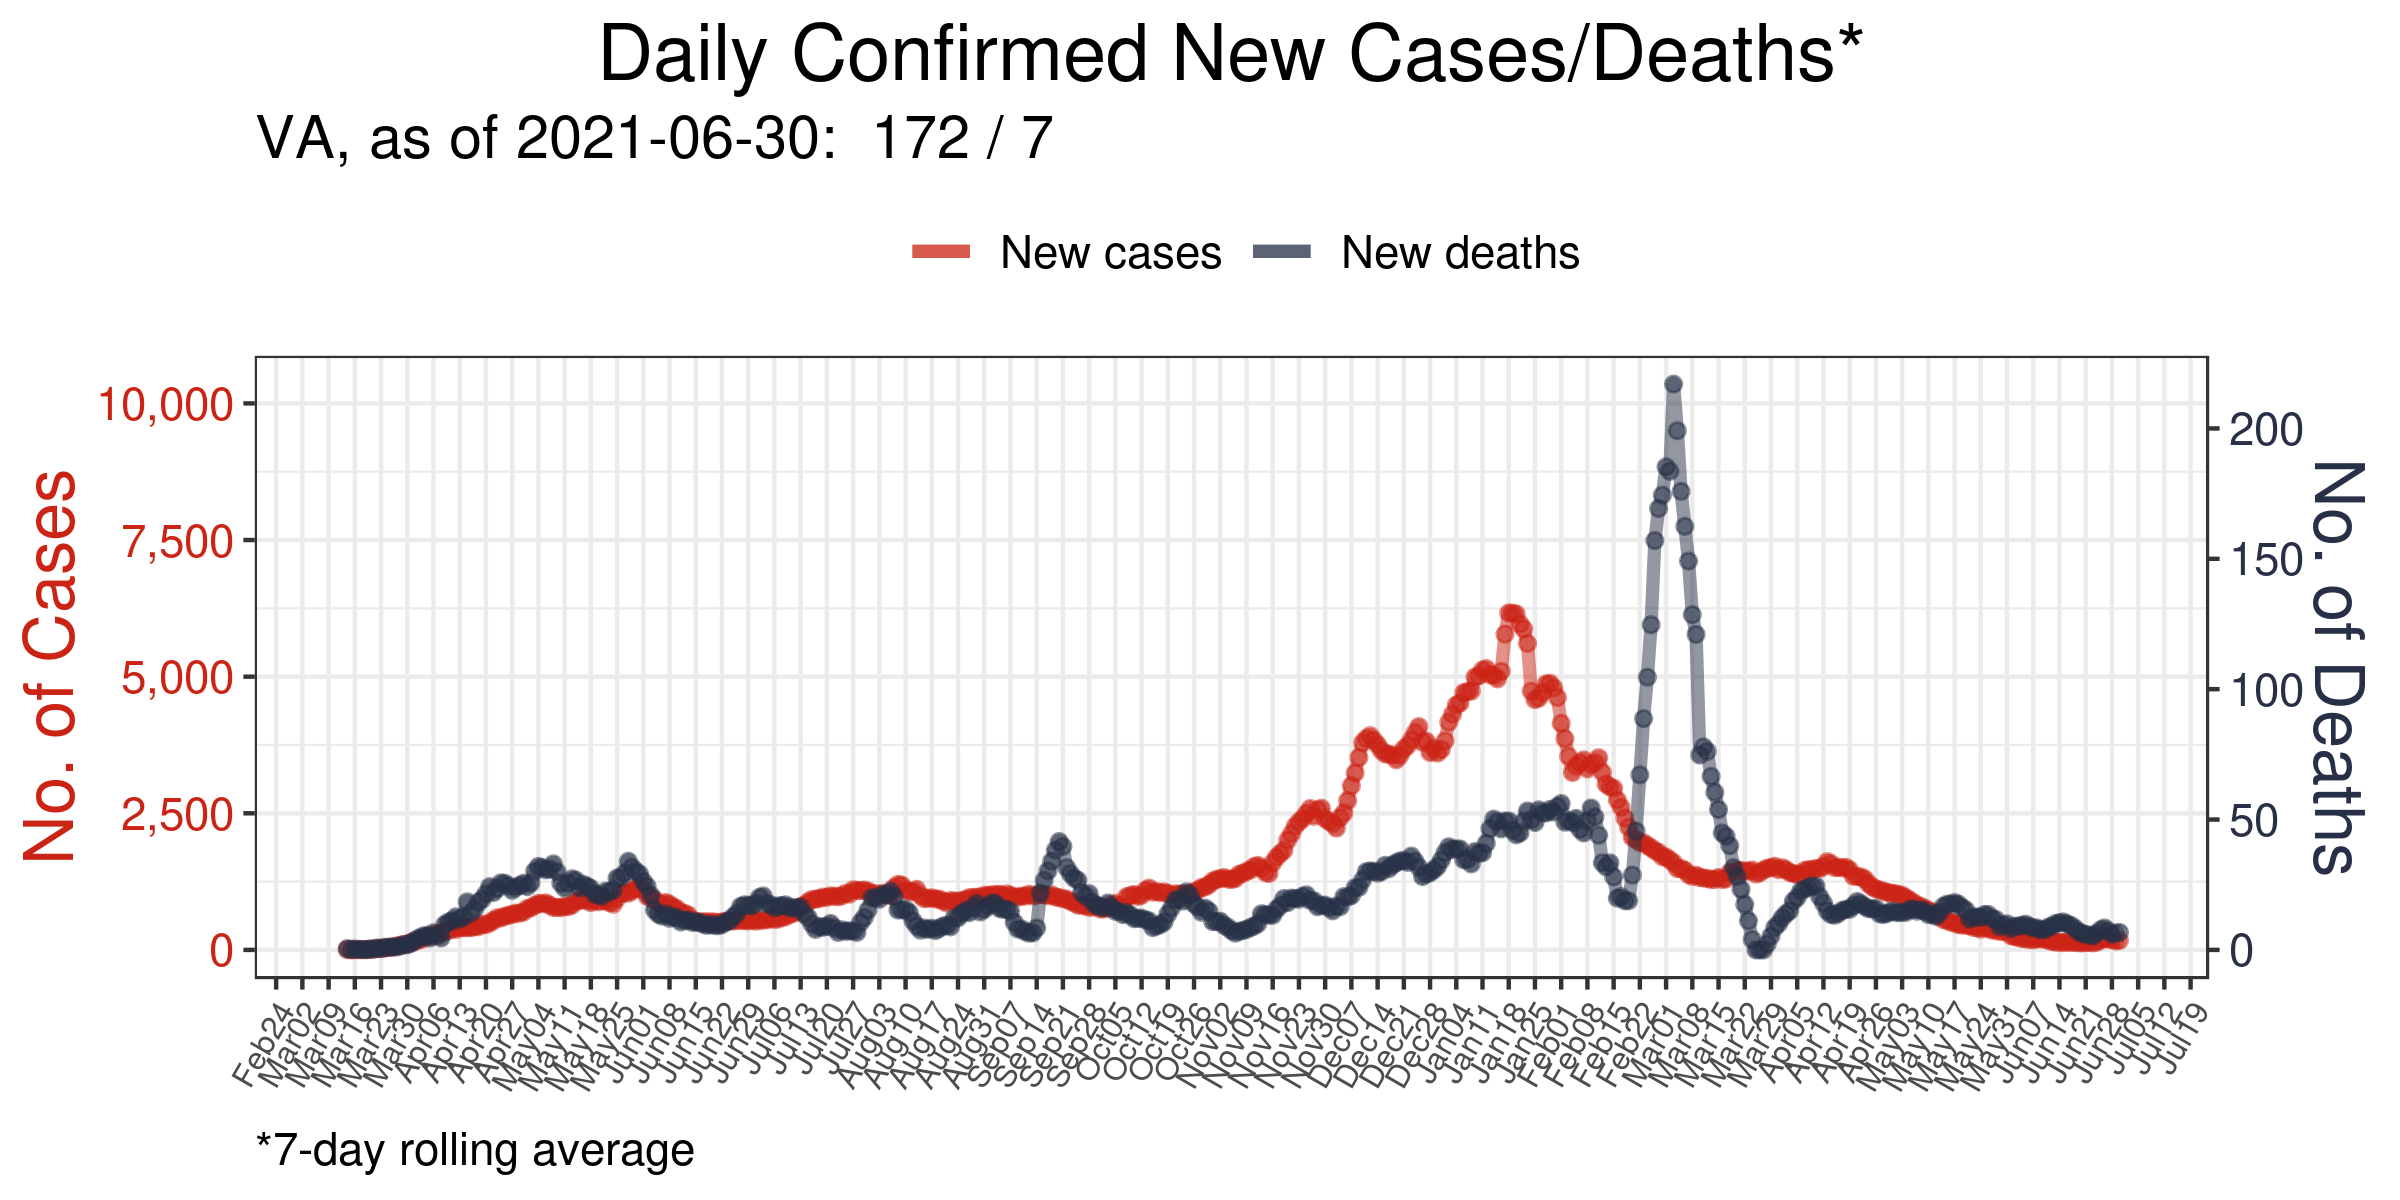 Daily Confirmed New Cases/Deaths*
VA, as of 2021-06-30:  172 / 7
New cases
New deaths
No. of Cases
10,000
7,500
5,000
2,500
0
No. of Deaths
200
150
100
50
0
Feb24
Mar02
Mar09
Mar16
Mar23
Mar30
Apr06
Apr13
Apr20
Apr27
May04
May11
May18
May25
Jun01
Jun08
Jun15
Jun22
Jun29
Jul06
Jul13
Jul20
Jul27
Aug03
Aug10
Aug17
Aug24
Aug31
Sep07
Sep14
Sep21
Sep28
Oct05
Oct12
Oct19
Oct26
Nov02
Nov09
Nov16
Nov23
Nov30
Dec07
Dec14
Dec21
Dec28
Jan04
Jan11
Jan18
Jan25
Feb01
Feb08
Feb15
Feb22
Mar01
Mar08
Mar15
Mar22
Mar29
Apr05
Apr12
Apr19
Apr26
May03
May10
May17
May24
May31
Jun07
Jun14
Jun21
Jun28
Jul05
Jul12
Jul19
*7-day rolling average